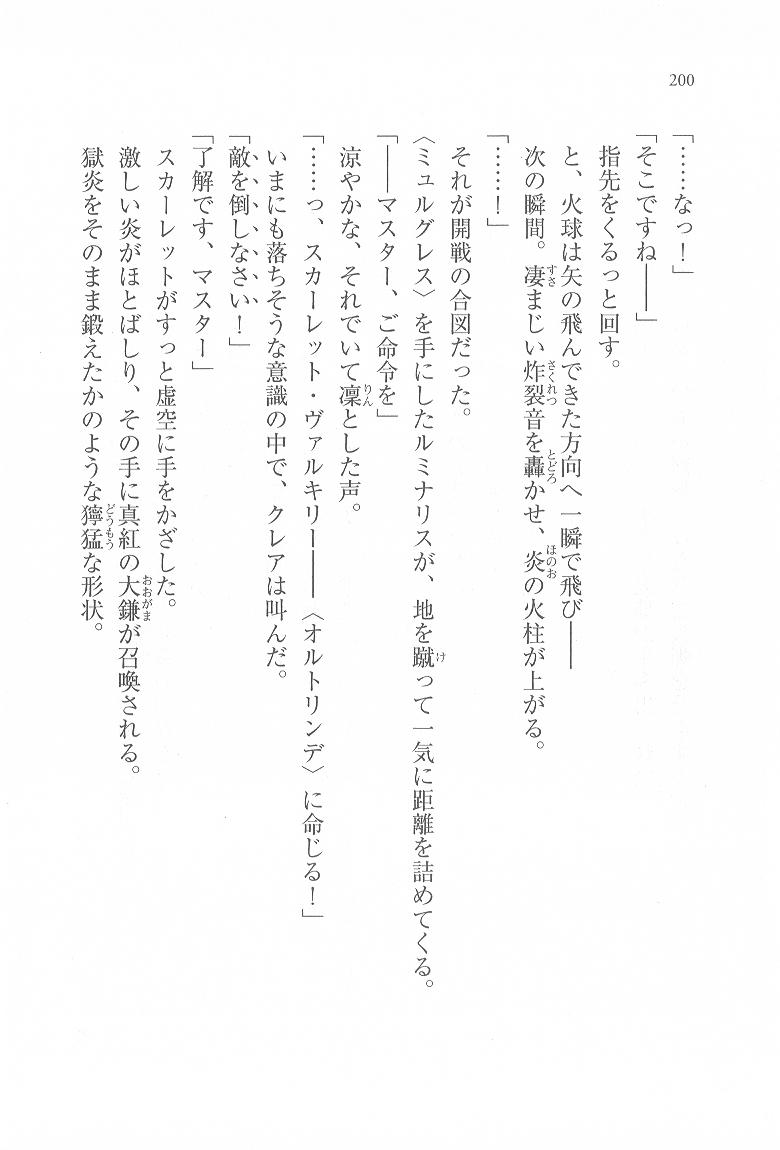 200
「……なっ！」
「そこですね――」
指先をくるっと回す。
と、火球は矢の飛んできた方向へ一瞬で飛び――
次の瞬間。凄まじい炸裂音を轟かせ、炎の火柱が上がる。
「……！」
それが開戦の合図だった。
〈ミュルグレス〉を手にしたルミナリスが、地を蹴って一気に距離を詰めてくる。
「――マスター、ご命令を」
涼やかな、それでいて凜とした声。
「……っ、スカーレット・ヴァルキリー――〈オルトリンデ〉に命じる！」
いまにも落ちそうな意識の中で、クレアは叫んだ。
「敵を倒しなさい！」
「了解です、マスター」
スカーレットがすっと虚空に手をかざした。
激しい炎がほとばしり、その手に真紅の大鎌が召喚される。
獄炎をそのまま鍛えたかのような獰猛な形状。